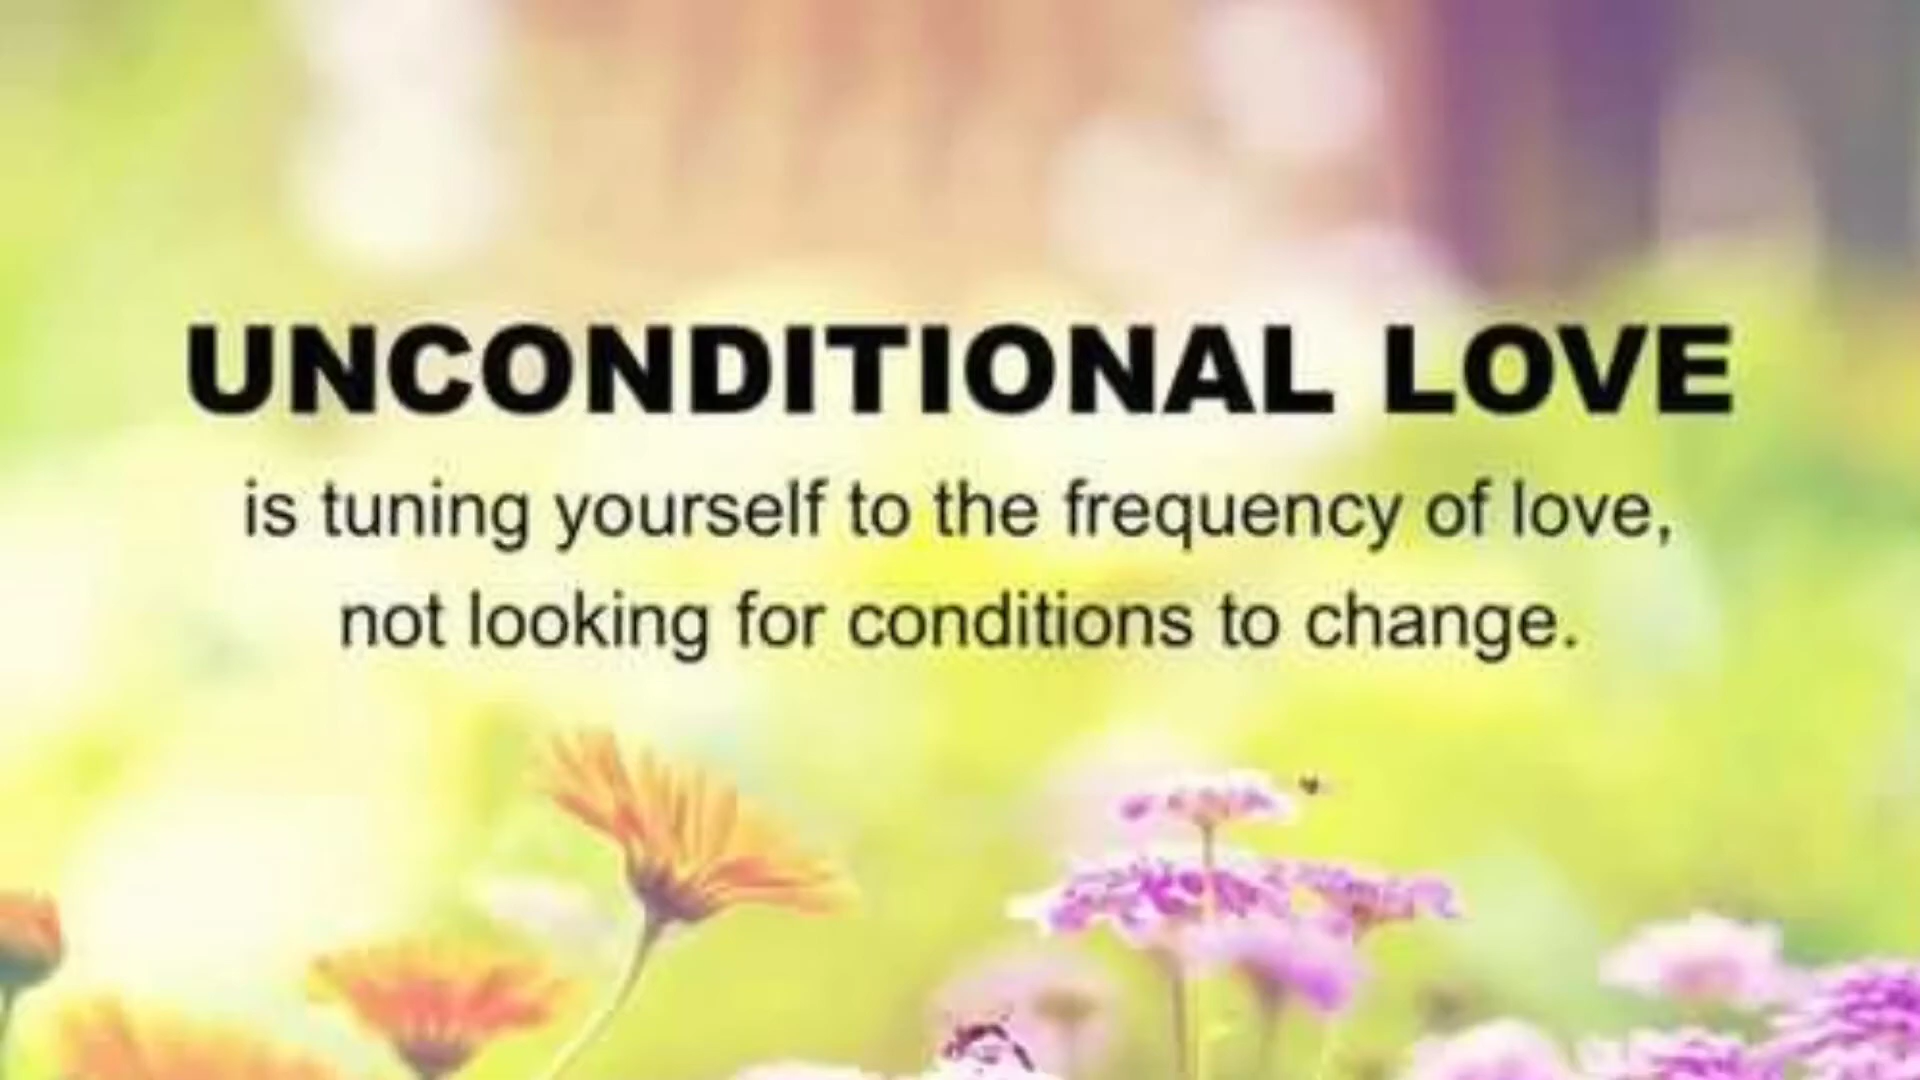 UNCONDITIONAL LOVE
is tuning yourself to the frequency of love,
not looking for conditions to change.